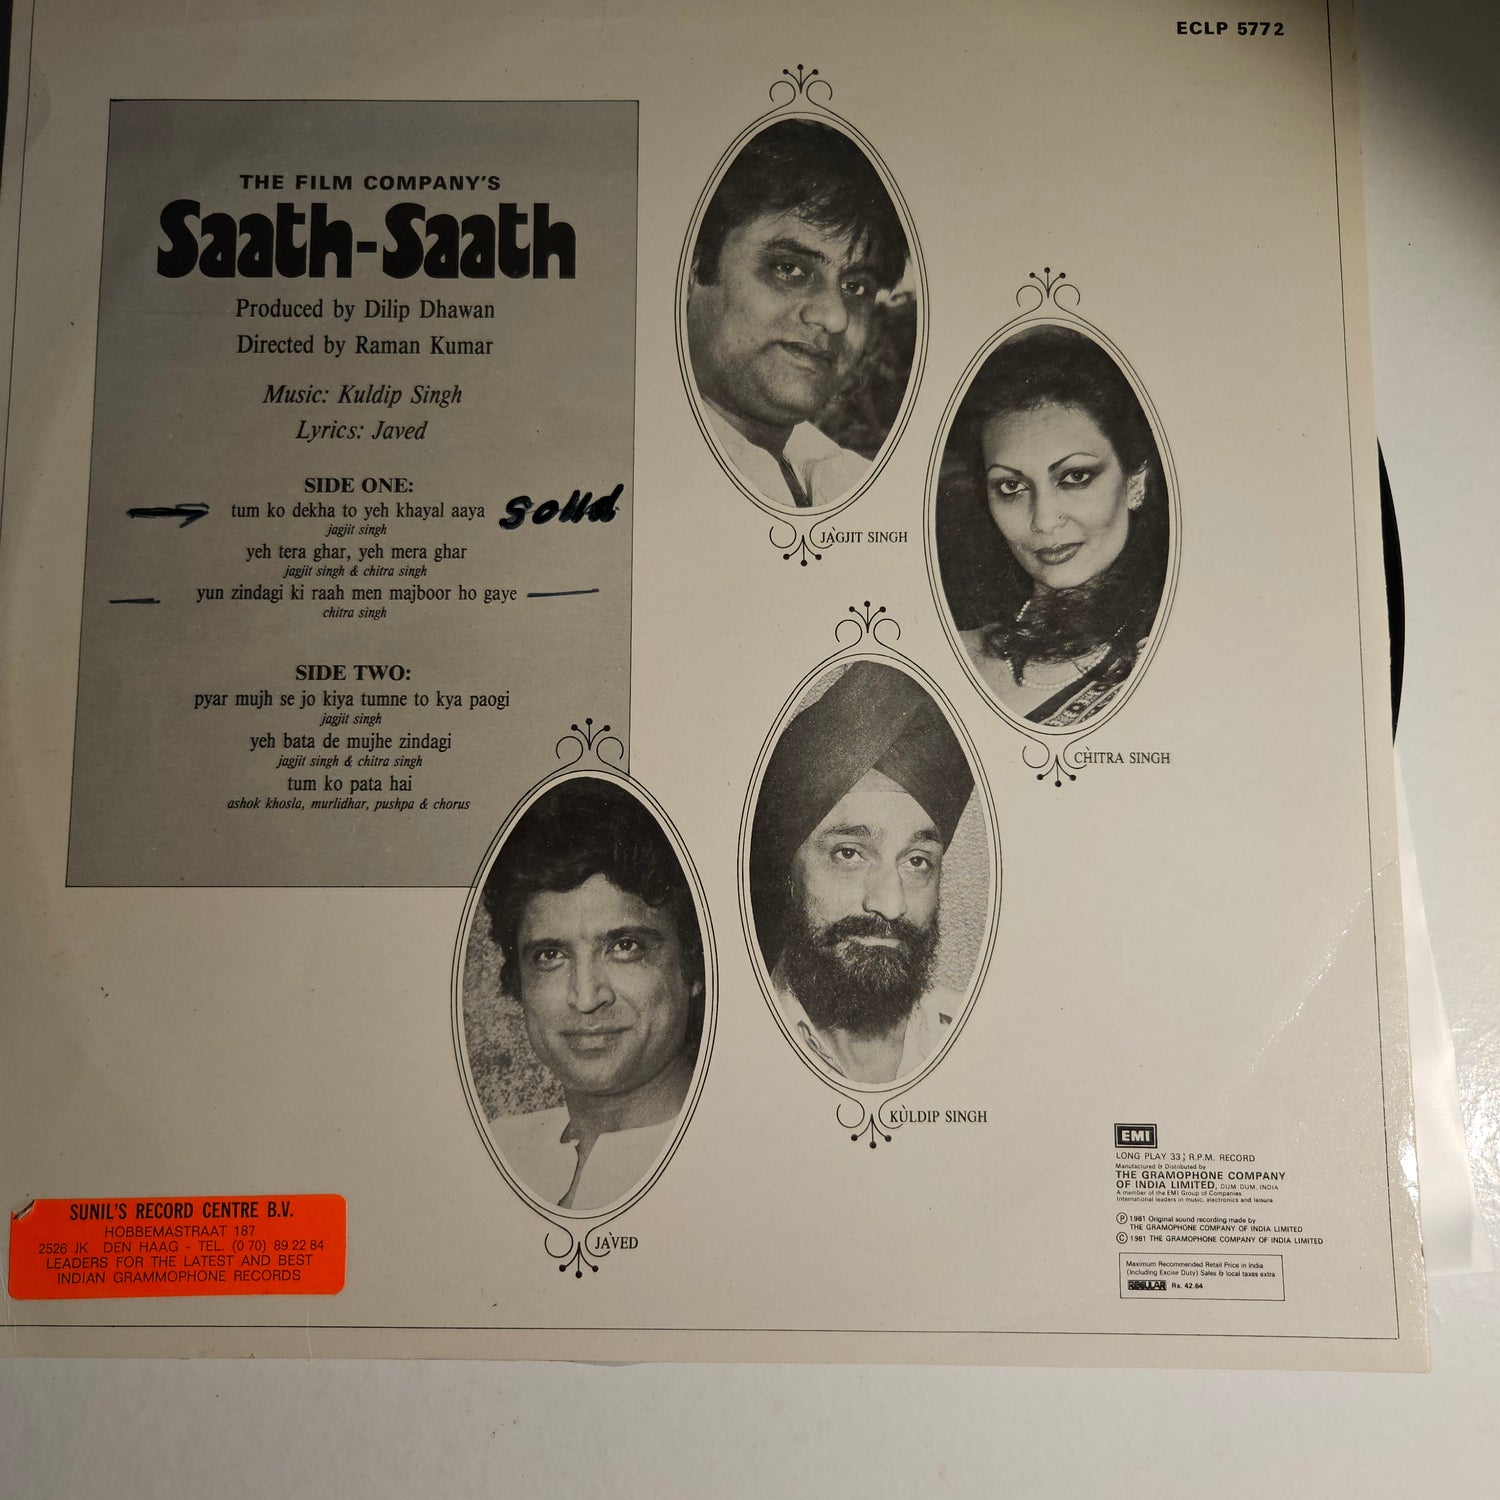 ECLP 5772
THE FILM COMPANY'S
Saath-Saath
Produced by Dilip Dhawan
Directed by Raman Kumar
Music: Kuldip Singh
Lyrics: Javed
SIDE ONE:
tum ko dekha to yeh khayal aaya
jagjit singh
yeh tera ghar, yeh mera ghar
jagjit singh & chitra singh
yun zindagi ki raah men majboor ho gaye
chitra singh
SIDE TWO:
pyar mujh se jo kiya tumne to kya paogi
jagjit singh
yeh bata de mujhe zindagi
jagjit singh & chitra singh
tum ko pata hai
ashok khosla, murlidhar, pushpa & chorus
JAGJIT SINGH
CHITRA SINGH
KULDIP SINGH
JAVED
SUNIL'S RECORD CENTRE B.V.
HOBBEMASTRAAT 187
2526 JK DEN HAAG - TEL. (0 70) 89 22 84
LEADERS FOR THE LATEST AND BEST
INDIAN GRAMMOPHONE RECORDS
EMI
LONG PLAY 33⅓ R.P.M. RECORD
Manufactured & Distributed by
THE GRAMOPHONE COMPANY
OF INDIA LIMITED, DUM DUM, INDIA
A member of the EMI Group of Companies
International leaders in music, electronics and leisure
Ⓟ 1981 Original sound recording made by
THE GRAMOPHONE COMPANY OF INDIA LIMITED
© 1981 THE GRAMOPHONE COMPANY OF INDIA LIMITED
Maximum Recommended Retail Price in India
(Including Excise Duty) Sales & local taxes extra
REGULAR Rs. 42.64